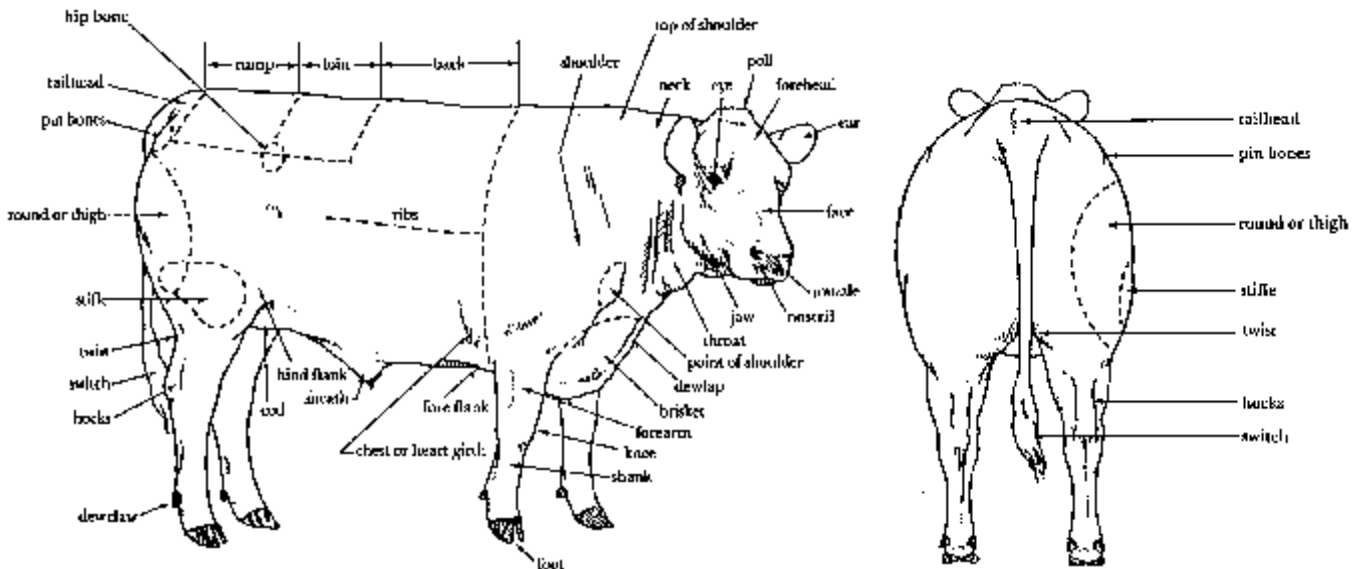 hip bone
top of shoulder
rump
loin
back
shoulder
poll
tailhead
neck
eye
forehead
pin bones
ear
round or thigh
ribs
face
stifle
muzzle
jaw
nostril
throat
twist
point of shoulder
switch
hind flank
dewlap
hocks
cod
sheath
fore flank
brisket
forearm
chest or heart girth
knee
shank
dewclaw
foot
tailhead
pin bones
round or thigh
stifle
twist
hocks
switch